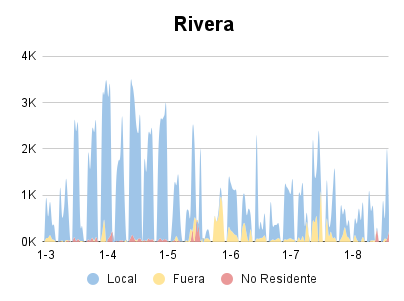 Rivera
4K
3K
2K
1K
0K
1-3 1-4 1-5 1-6 1-7 1-8
Local Fuera No Residente